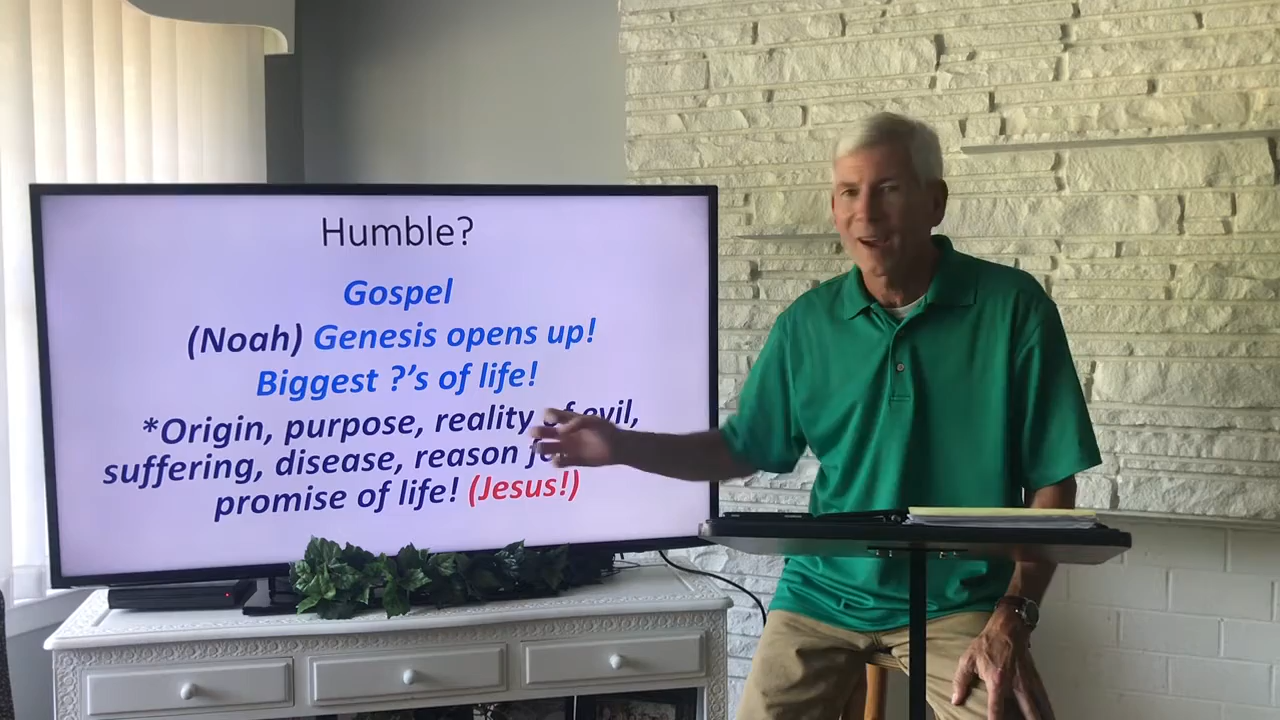 Humble?
Gospel
(Noah) Genesis opens up!
Biggest ?'s of life!
*Origin, purpose, reality of evil,
suffering, disease, reason
promise of life! (Jesus!)